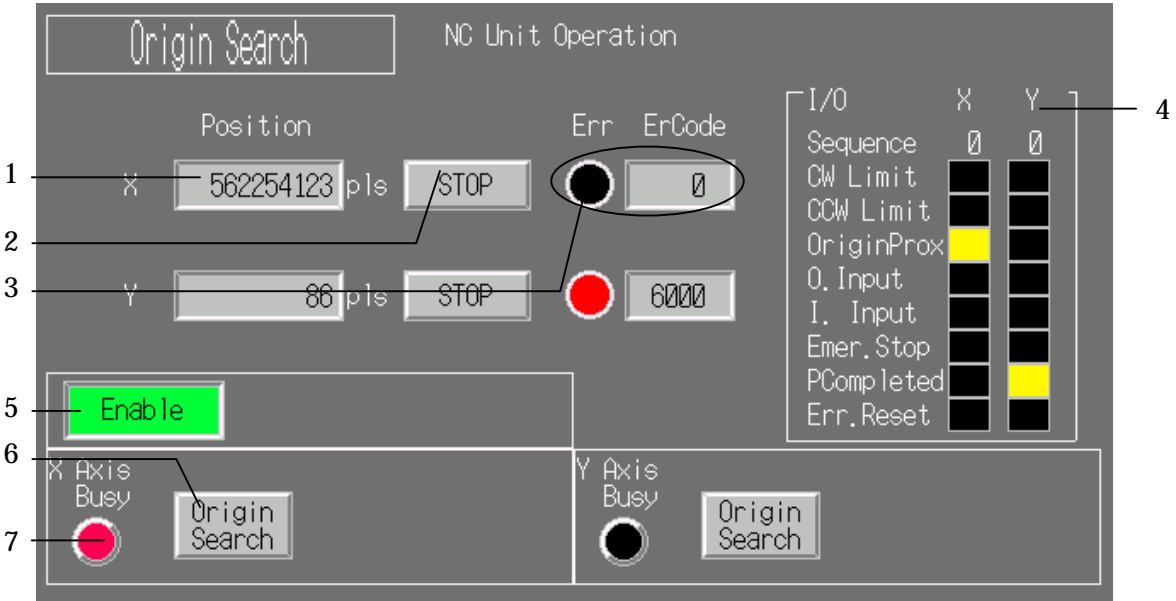 Origin Search NC Unit Operation
I/O X Y 4
Position Err ErCode
Sequence 0 0
1 X 562254123 pls STOP 0 CW Limit
CCW Limit
2 OriginProx
3 Y 86 pls STOP 6000 O.Input
I. Input
Emer.Stop
PCompleted
5 Enable Err.Reset
6 X Axis Y Axis
Busy Busy
Origin Origin
7 Search Search